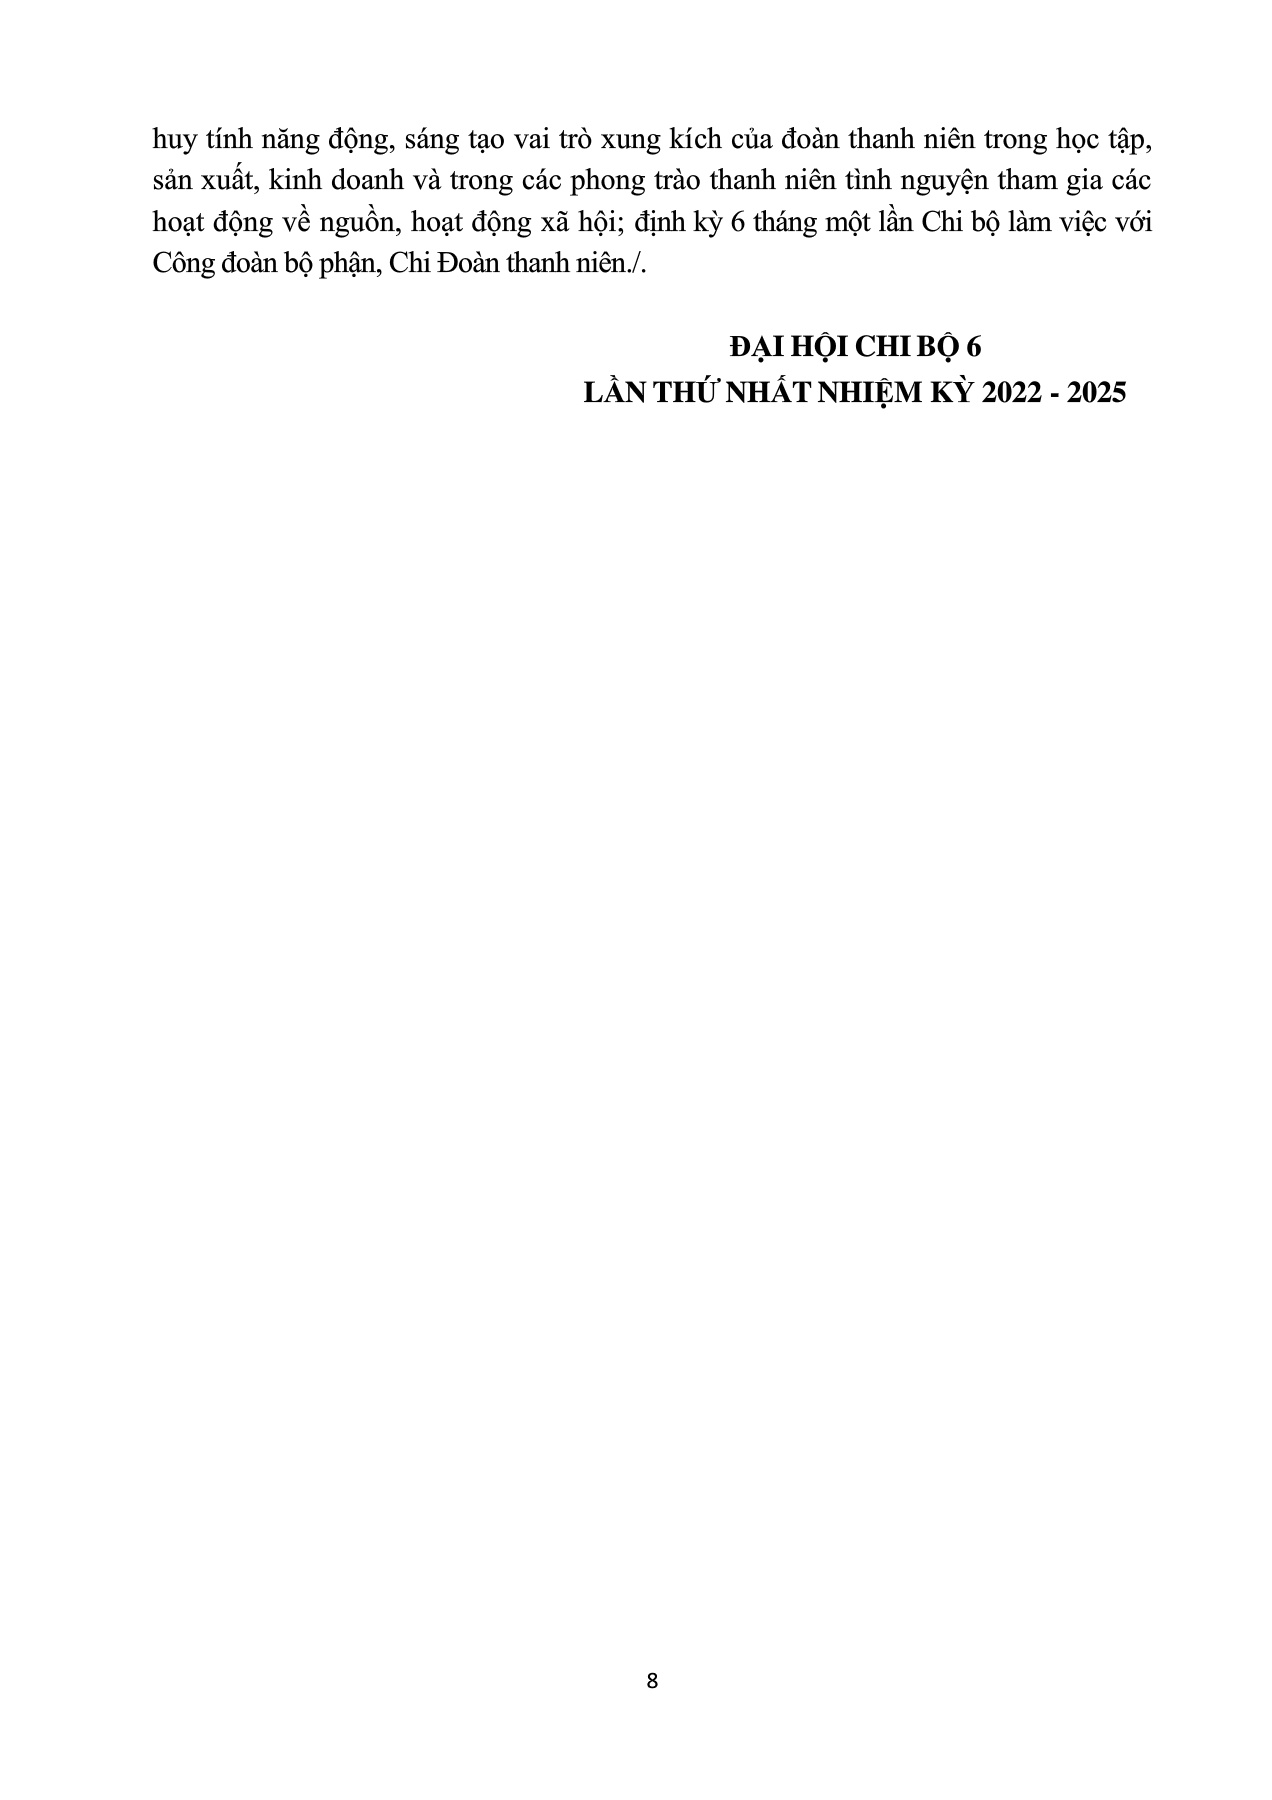 huy tính năng động, sáng tạo vai trò xung kích của đoàn thanh niên trong học tập,
sản xuất, kinh doanh và trong các phong trào thanh niên tình nguyện tham gia các
hoạt động về nguồn, hoạt động xã hội; định kỳ 6 tháng một lần Chi bộ làm việc với
Công đoàn bộ phận, Chi Đoàn thanh niên./.
ĐẠI HỘI CHI BỘ 6
LẦN THỨ NHẤT NHIỆM KỲ 2022 - 2025
8